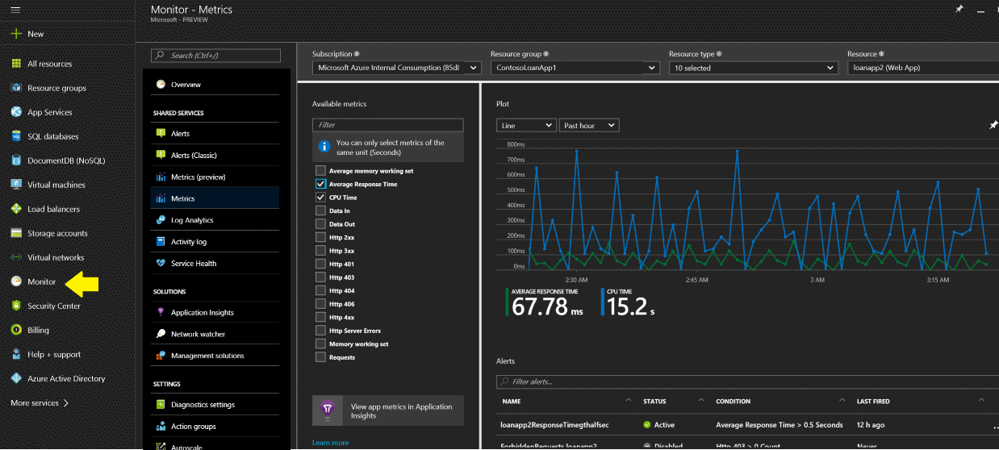 Monitor - Metrics
Microsoft - PREVIEW
New
All resources
Resource groups
App Services
SQL databases
DocumentDB (NoSQL)
Virtual machines
Load balancers
Storage accounts
Virtual networks
Monitor
Security Center
Billing
Help + support
Azure Active Directory
More services
Search (Ctrl+/)
Overview
SHARED SERVICES
Alerts
Alerts (Classic)
Metrics (preview)
Metrics
Log Analytics
Activity log
Service Health
SOLUTIONS
Application Insights
Network watcher
Management solutions
SETTINGS
Diagnostics settings
Action groups
Autoscale
Subscription
Microsoft Azure Internal Consumption (85d8
Resource group
ContosoLoanApp1
Resource type
10 selected
Resource
loanapp2 (Web App)
Available metrics
Filter
You can only select metrics of the
same unit (Seconds)
Average memory working set
Average Response Time
CPU Time
Data In
Data Out
Http 2xx
Http 3xx
Http 401
Http 403
Http 404
Http 406
Http 4xx
Http Server Errors
Memory working set
Requests
View app metrics in Application
Insights
Learn more
Plot
Line
Past hour
800ms
700ms
600ms
500ms
400ms
300ms
200ms
100ms
0ms
2:30 AM
2:45 AM
3 AM
3:15 AM
AVERAGE RESPONSE TIME
67.78 ms
CPU TIME
15.2 s
Alerts
Filter alerts...
NAME STATUS CONDITION LAST FIRED
loanapp2ResponseTimegthalfsec Active Average Response Time > 0.5 Seconds 12 h ago
ForbiddenRequests loanapp2 Disabled Http 403 > 0 Count Never